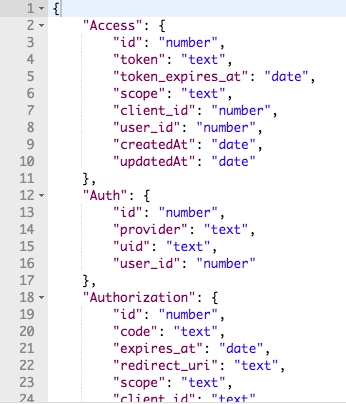 1 {
2 "Access": {
3 "id": "number",
4 "token": "text",
5 "token_expires_at": "date",
6 "scope": "text",
7 "client_id": "number",
8 "user_id": "number",
9 "createdAt": "date",
10 "updatedAt": "date"
11 },
12 "Auth": {
13 "id": "number",
14 "provider": "text",
15 "uid": "text",
16 "user_id": "number"
17 },
18 "Authorization": {
19 "id": "number",
20 "code": "text",
21 "expires_at": "date",
22 "redirect_uri": "text",
23 "scope": "text",
24 "client_id": "text"